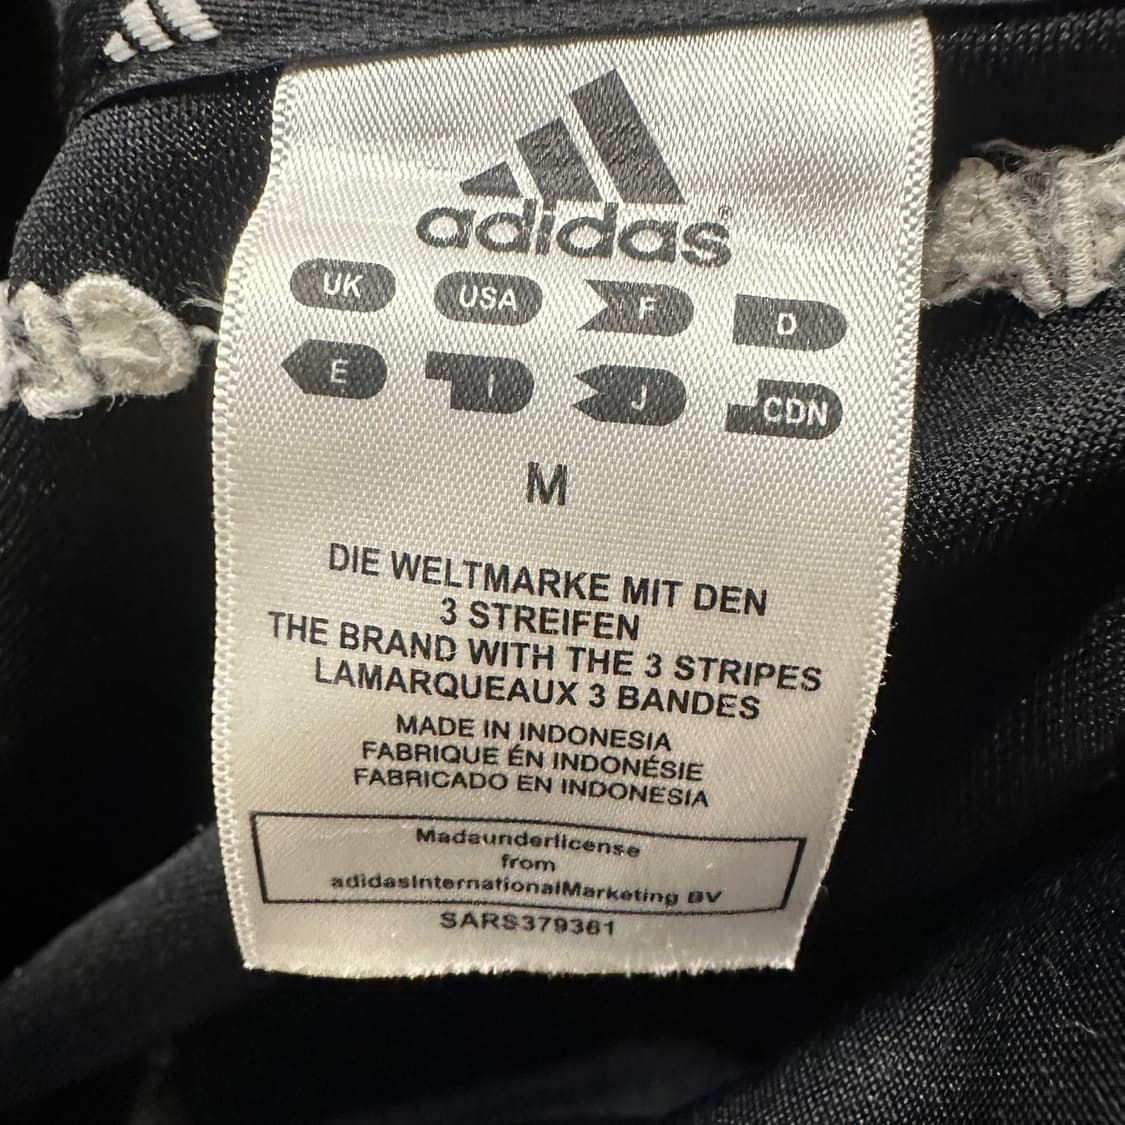 adidas®
UK USA F D
E I J CDN
M
DIE WELTMARKE MIT DEN
3 STREIFEN
THE BRAND WITH THE 3 STRIPES
LAMARQUEAUX 3 BANDES
MADE IN INDONESIA
FABRIQUE ÉN INDONÉSIE
FABRICADO EN INDONESIA
Madeunderlicense
from
adidasInternationalMarketing BV
SARS379361